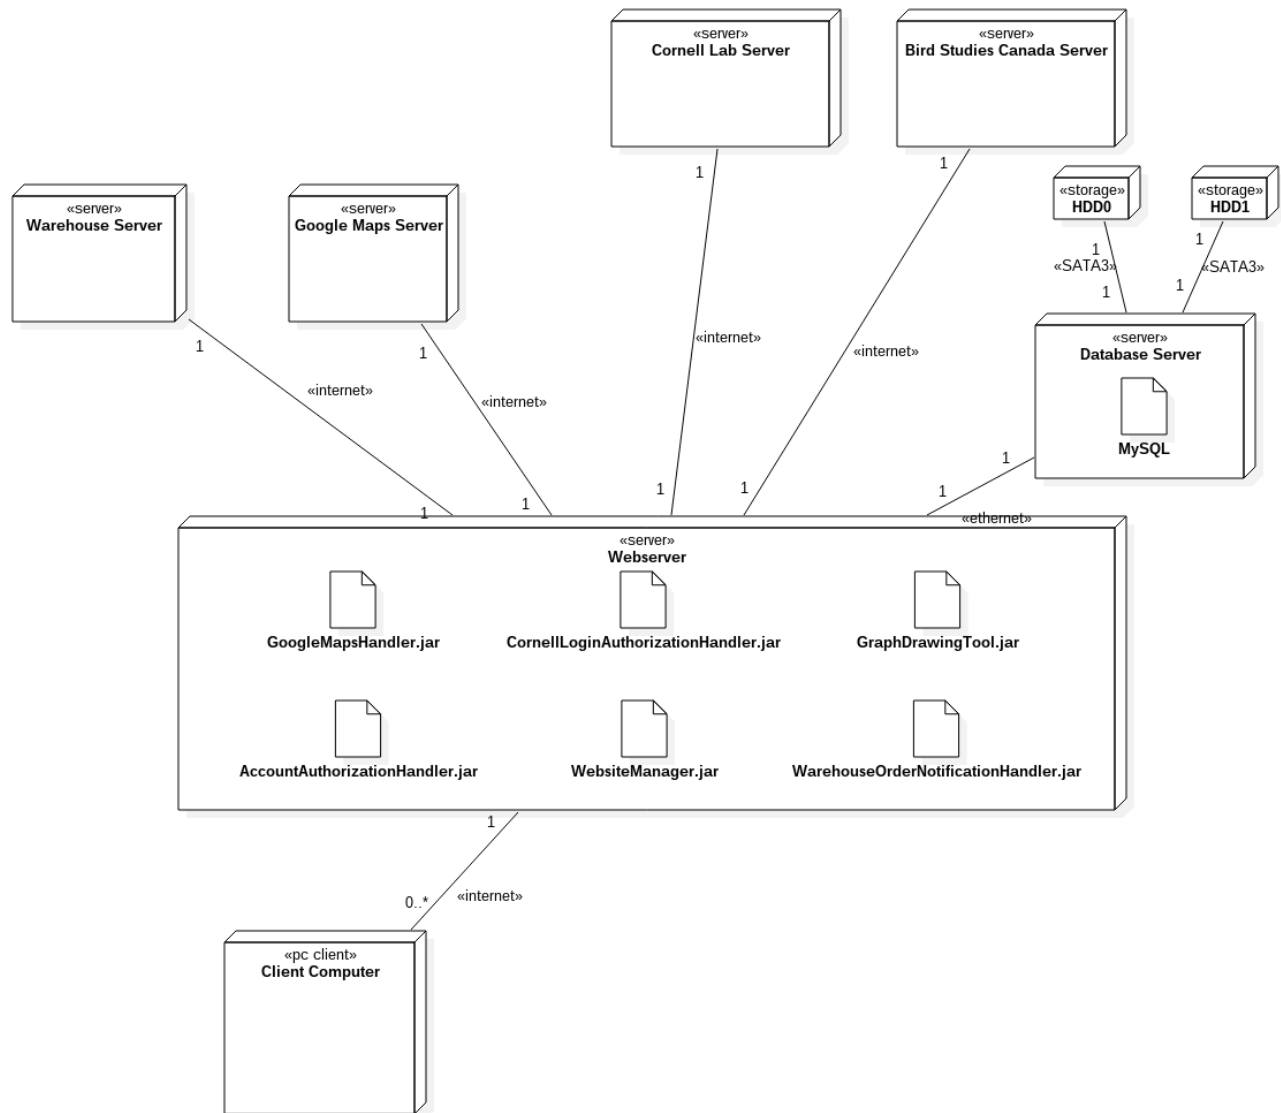 «server»
Cornell Lab Server
«server»
Bird Studies Canada Server
1
1
«storage»
HDD0
«storage»
HDD1
«server»
Warehouse Server
«server»
Google Maps Server
1
1
«SATA3»
«SATA3»
1
1
«server»
Database Server
MySQL
1
1
«internet»
«internet»
«internet»
«internet»
1
1
1
1
1
1
«ethernet»
«server»
Webserver
GoogleMapsHandler.jar
CornellLoginAuthorizationHandler.jar
GraphDrawingTool.jar
AccountAuthorizationHandler.jar
WebsiteManager.jar
WarehouseOrderNotificationHandler.jar
1
«internet»
0..*
«pc client»
Client Computer